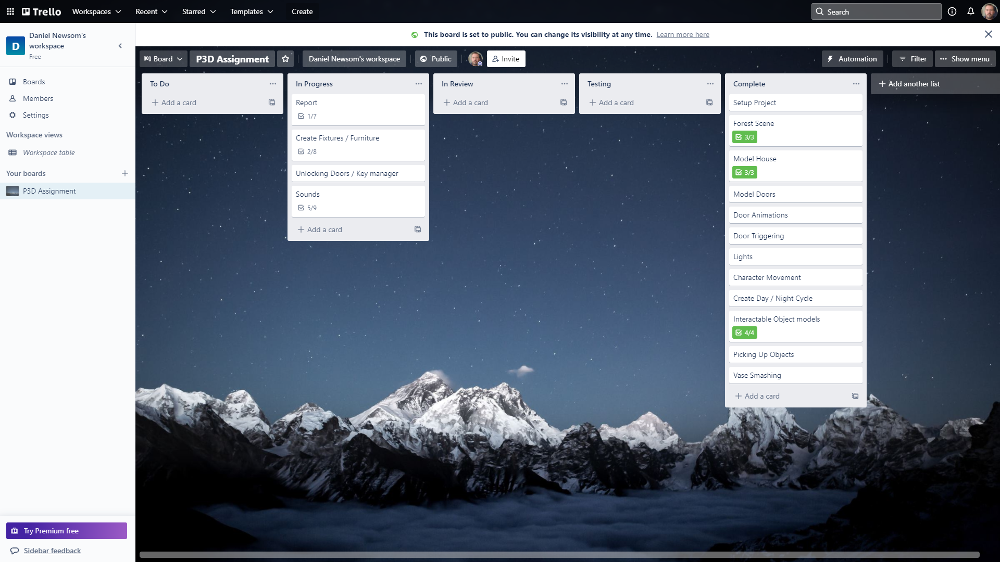 Trello
Workspaces
Recent
Starred
Templates
Create
Search
D
Daniel Newsom's
workspace
Free
This board is set to public. You can change its visibility at any time. Learn more here
Board
P3D Assignment
Daniel Newsom's workspace
Public
Invite
Automation
Filter
Show menu
Boards
Members
Settings
Workspace views
Workspace table
Your boards
P3D Assignment
Try Premium free
Sidebar feedback
To Do
Add a card
In Progress
Report
1/7
Create Fixtures / Furniture
2/8
Unlocking Doors / Key manager
Sounds
5/9
Add a card
In Review
Add a card
Testing
Add a card
Complete
Setup Project
Forest Scene
3/3
Model House
3/3
Model Doors
Door Animations
Door Triggering
Lights
Character Movement
Create Day / Night Cycle
Interactable Object models
4/4
Picking Up Objects
Vase Smashing
Add a card
Add another list